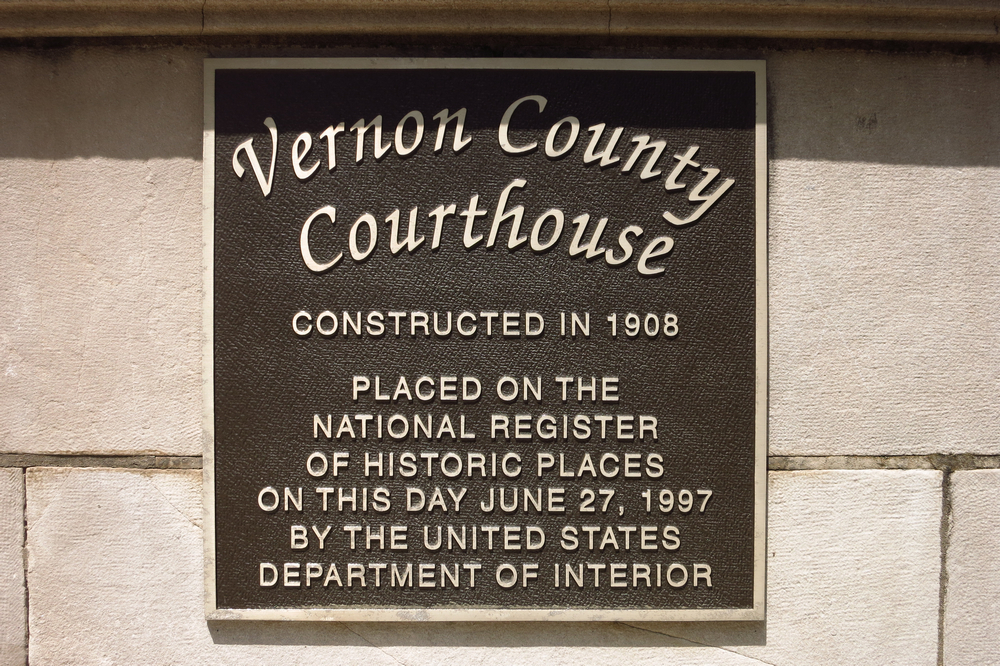 Vernon County
Courthouse
CONSTRUCTED IN 1908
PLACED ON THE
NATIONAL REGISTER
OF HISTORIC PLACES
ON THIS DAY JUNE 27, 1997
BY THE UNITED STATES
DEPARTMENT OF INTERIOR